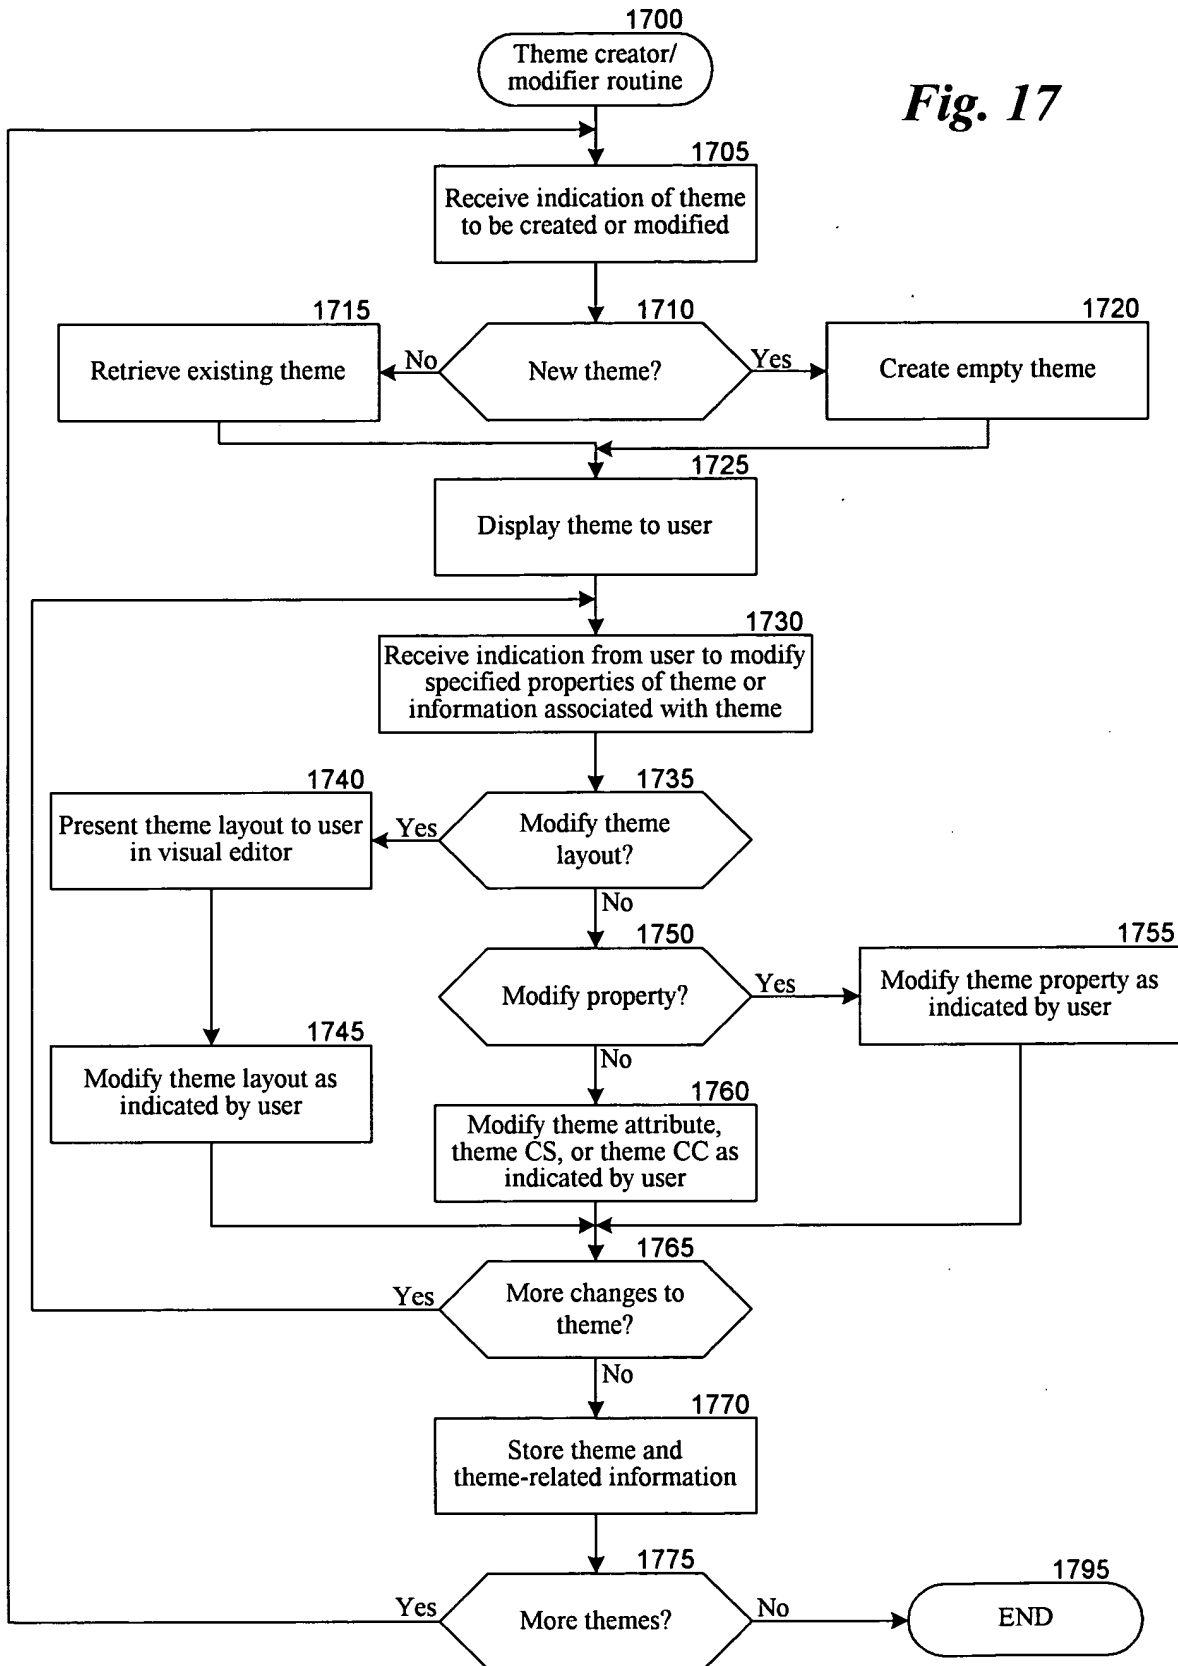 1700
Theme creator/
modifier routine
Fig. 17
1705
Receive indication of theme
to be created or modified
1715
1710
1720
Retrieve existing theme
No
New theme?
Yes
Create empty theme
1725
Display theme to user
1730
Receive indication from user to modify
specified properties of theme or
information associated with theme
1740
1735
Present theme layout to user
in visual editor
Yes
Modify theme
layout?
No
1750
1755
Modify property?
Yes
Modify theme property as
indicated by user
1745
No
Modify theme layout as
indicated by user
1760
Modify theme attribute,
theme CS, or theme CC as
indicated by user
1765
Yes
More changes to
theme?
No
1770
Store theme and
theme-related information
1775
1795
Yes
More themes?
No
END